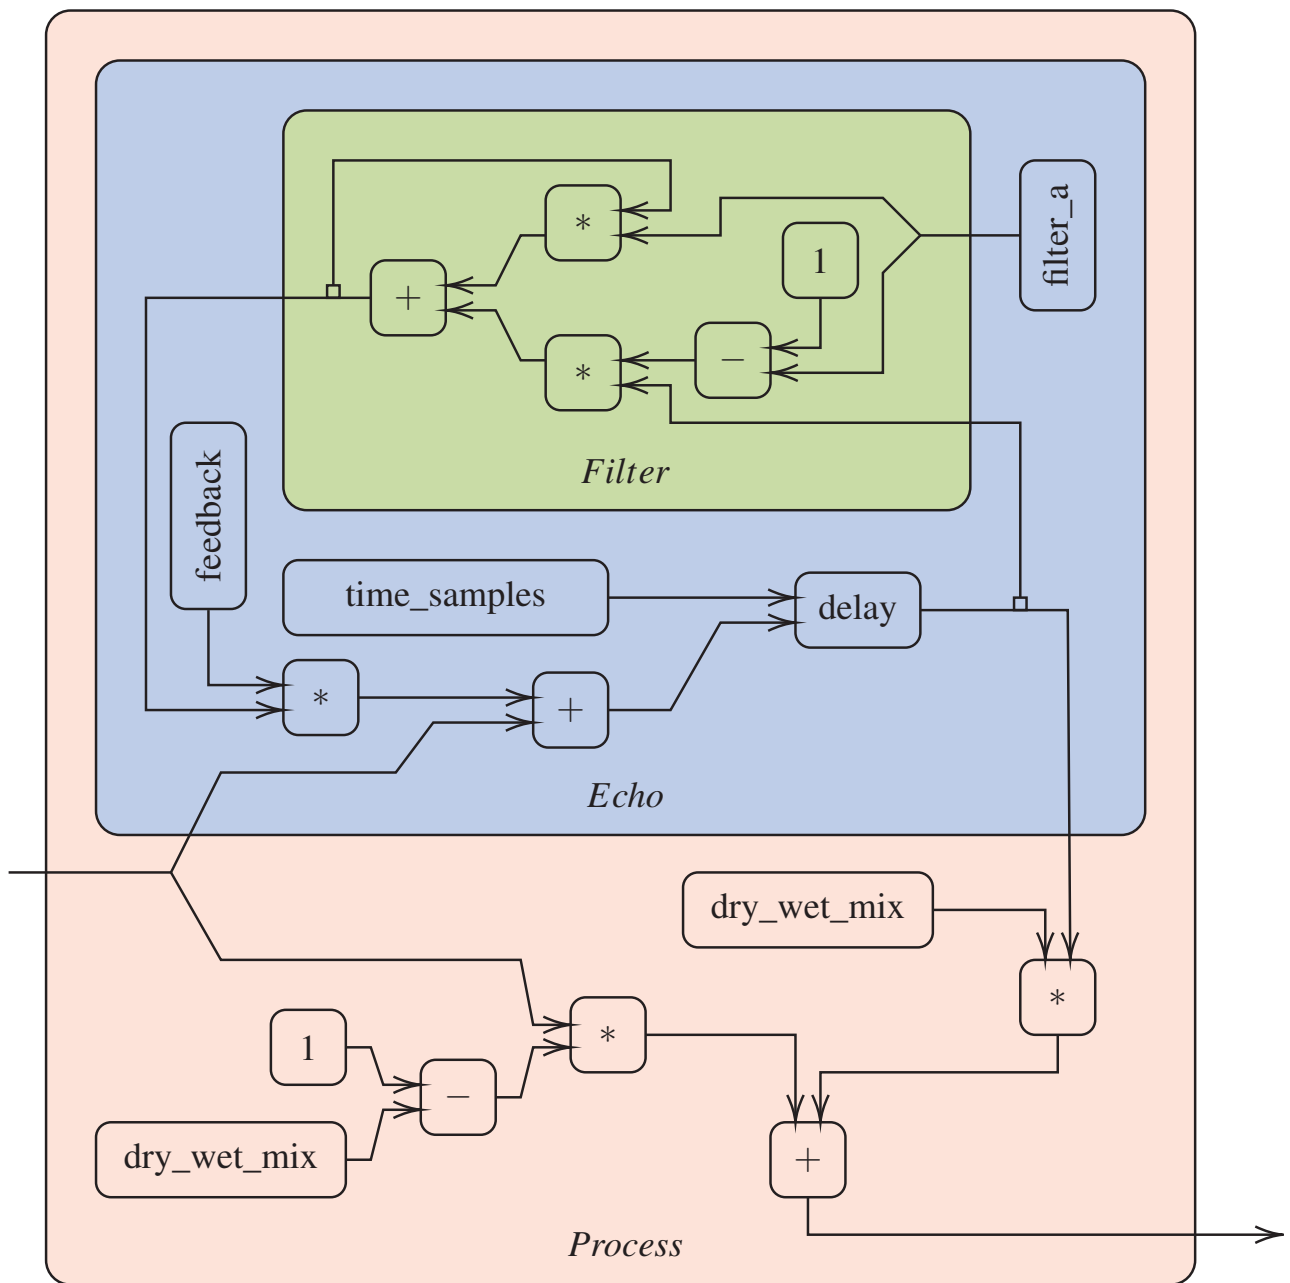 filter_a
*
1
+
*
−
Filter
feedback
time_samples
delay
*
+
Echo
dry_wet_mix
*
1
*
−
dry_wet_mix
+
Process